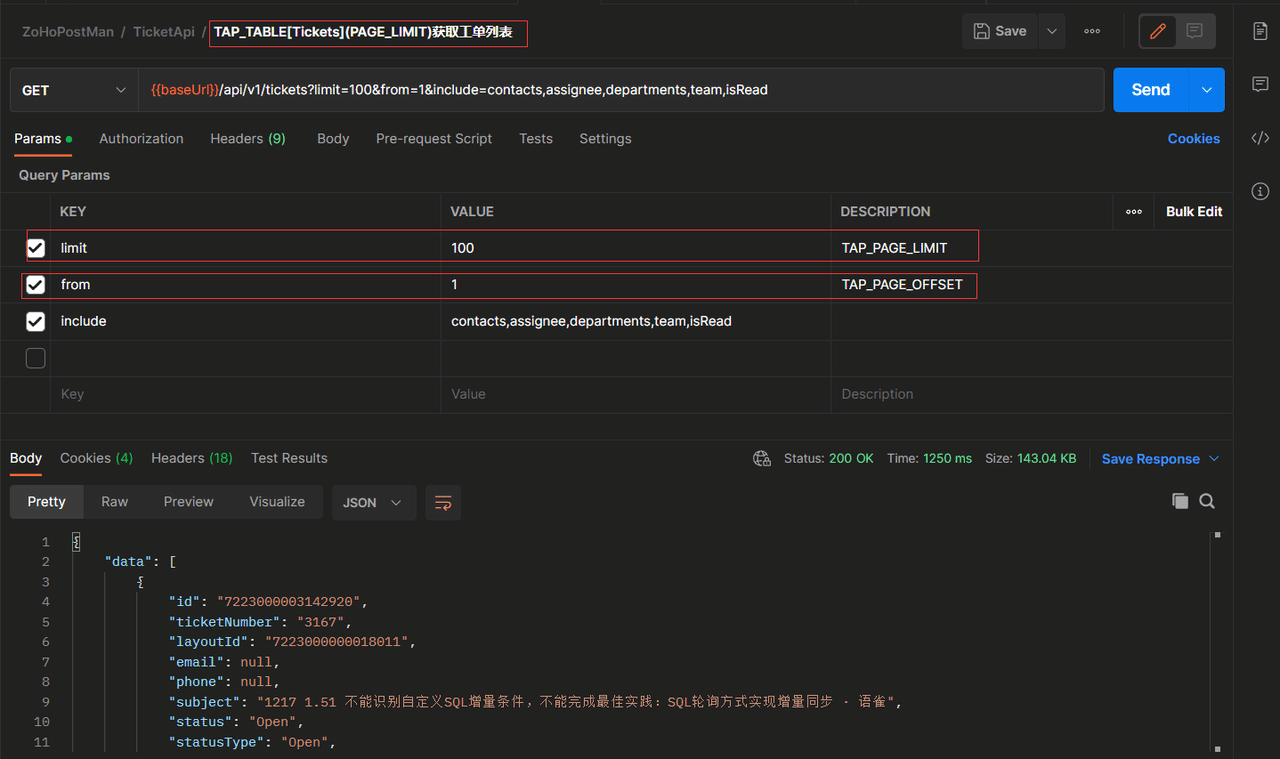 ZoHoPostMan / TicketApi / TAP_TABLE[Tickets](PAGE_LIMIT)获取工单列表
Save
GET
{{baseUrl}}/api/v1/tickets?limit=100&from=1&include=contacts,assignee,departments,team,isRead
Send
Params Authorization Headers (9) Body Pre-request Script Tests Settings Cookies
Query Params
KEY VALUE DESCRIPTION Bulk Edit
limit 100 TAP_PAGE_LIMIT
from 1 TAP_PAGE_OFFSET
include contacts,assignee,departments,team,isRead
Key Value Description
Body Cookies (4) Headers (18) Test Results Status: 200 OK Time: 1250 ms Size: 143.04 KB Save Response
Pretty Raw Preview Visualize JSON
1 {
2 "data": [
3 {
4 "id": "7223000003142920",
5 "ticketNumber": "3167",
6 "layoutId": "7223000000018011",
7 "email": null,
8 "phone": null,
9 "subject": "1217 1.51 不能识别自定义SQL增量条件，不能完成最佳实践：SQL轮询方式实现增量同步 · 语雀",
10 "status": "Open",
11 "statusType": "Open",